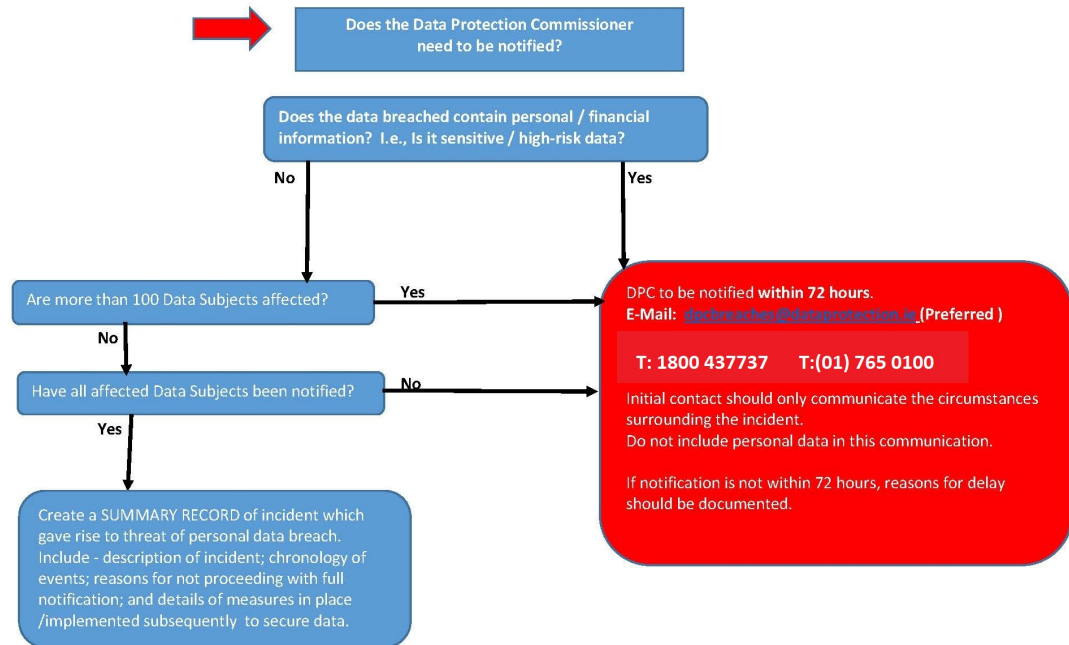 Does the Data Protection Commissioner
need to be notified?
Does the data breached contain personal / financial
information?  I.e., Is it sensitive / high-risk data?
No
Yes
Are more than 100 Data Subjects affected?
Yes
No
Have all affected Data Subjects been notified?
No
Yes
DPC to be notified within 72 hours.
E-Mail:  dpcbreaches@dataprotection.ie (Preferred )
T: 1800 437737 T:(01) 765 0100
Initial contact should only communicate the circumstances
surrounding the incident.
Do not include personal data in this communication.
If notification is not within 72 hours, reasons for delay
should be documented.
Create a SUMMARY RECORD of incident which
gave rise to threat of personal data breach.
Include - description of incident; chronology of
events; reasons for not proceeding with full
notification; and details of measures in place
/implemented subsequently  to secure data.